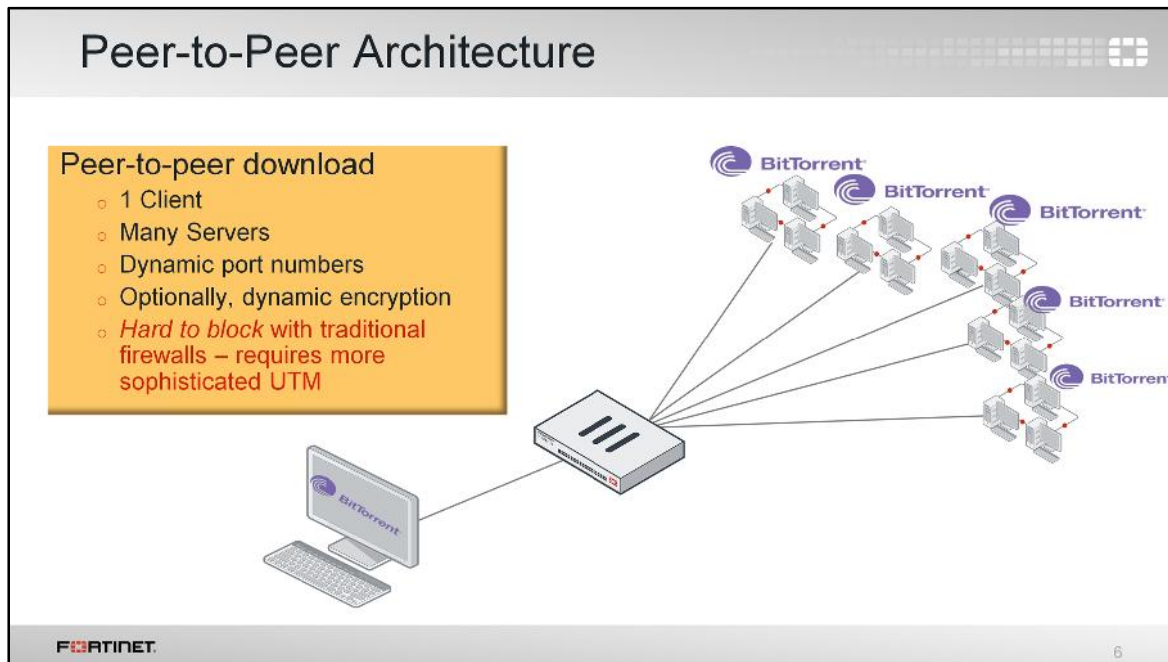 Peer-to-Peer Architecture
Peer-to-peer download
○ 1 Client
○ Many Servers
○ Dynamic port numbers
○ Optionally, dynamic encryption
○ Hard to block with traditional
firewalls – requires more
sophisticated UTM
BitTorrent
BitTorrent
BitTorrent
BitTorrent
BitTorrent
BitTorrent
FORTINET.
6